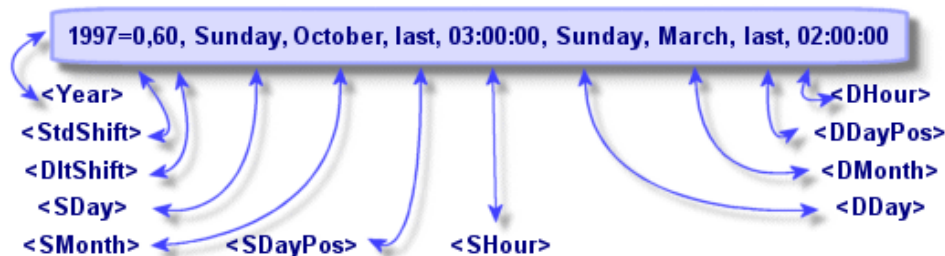 1997=0,60, Sunday, October, last, 03:00:00, Sunday, March, last, 02:00:00
<Year> <DHour>
<StdShift> <DDayPos>
<DltShift> <DMonth>
<SDay> <DDay>
<SMonth> <SDayPos> <SHour>